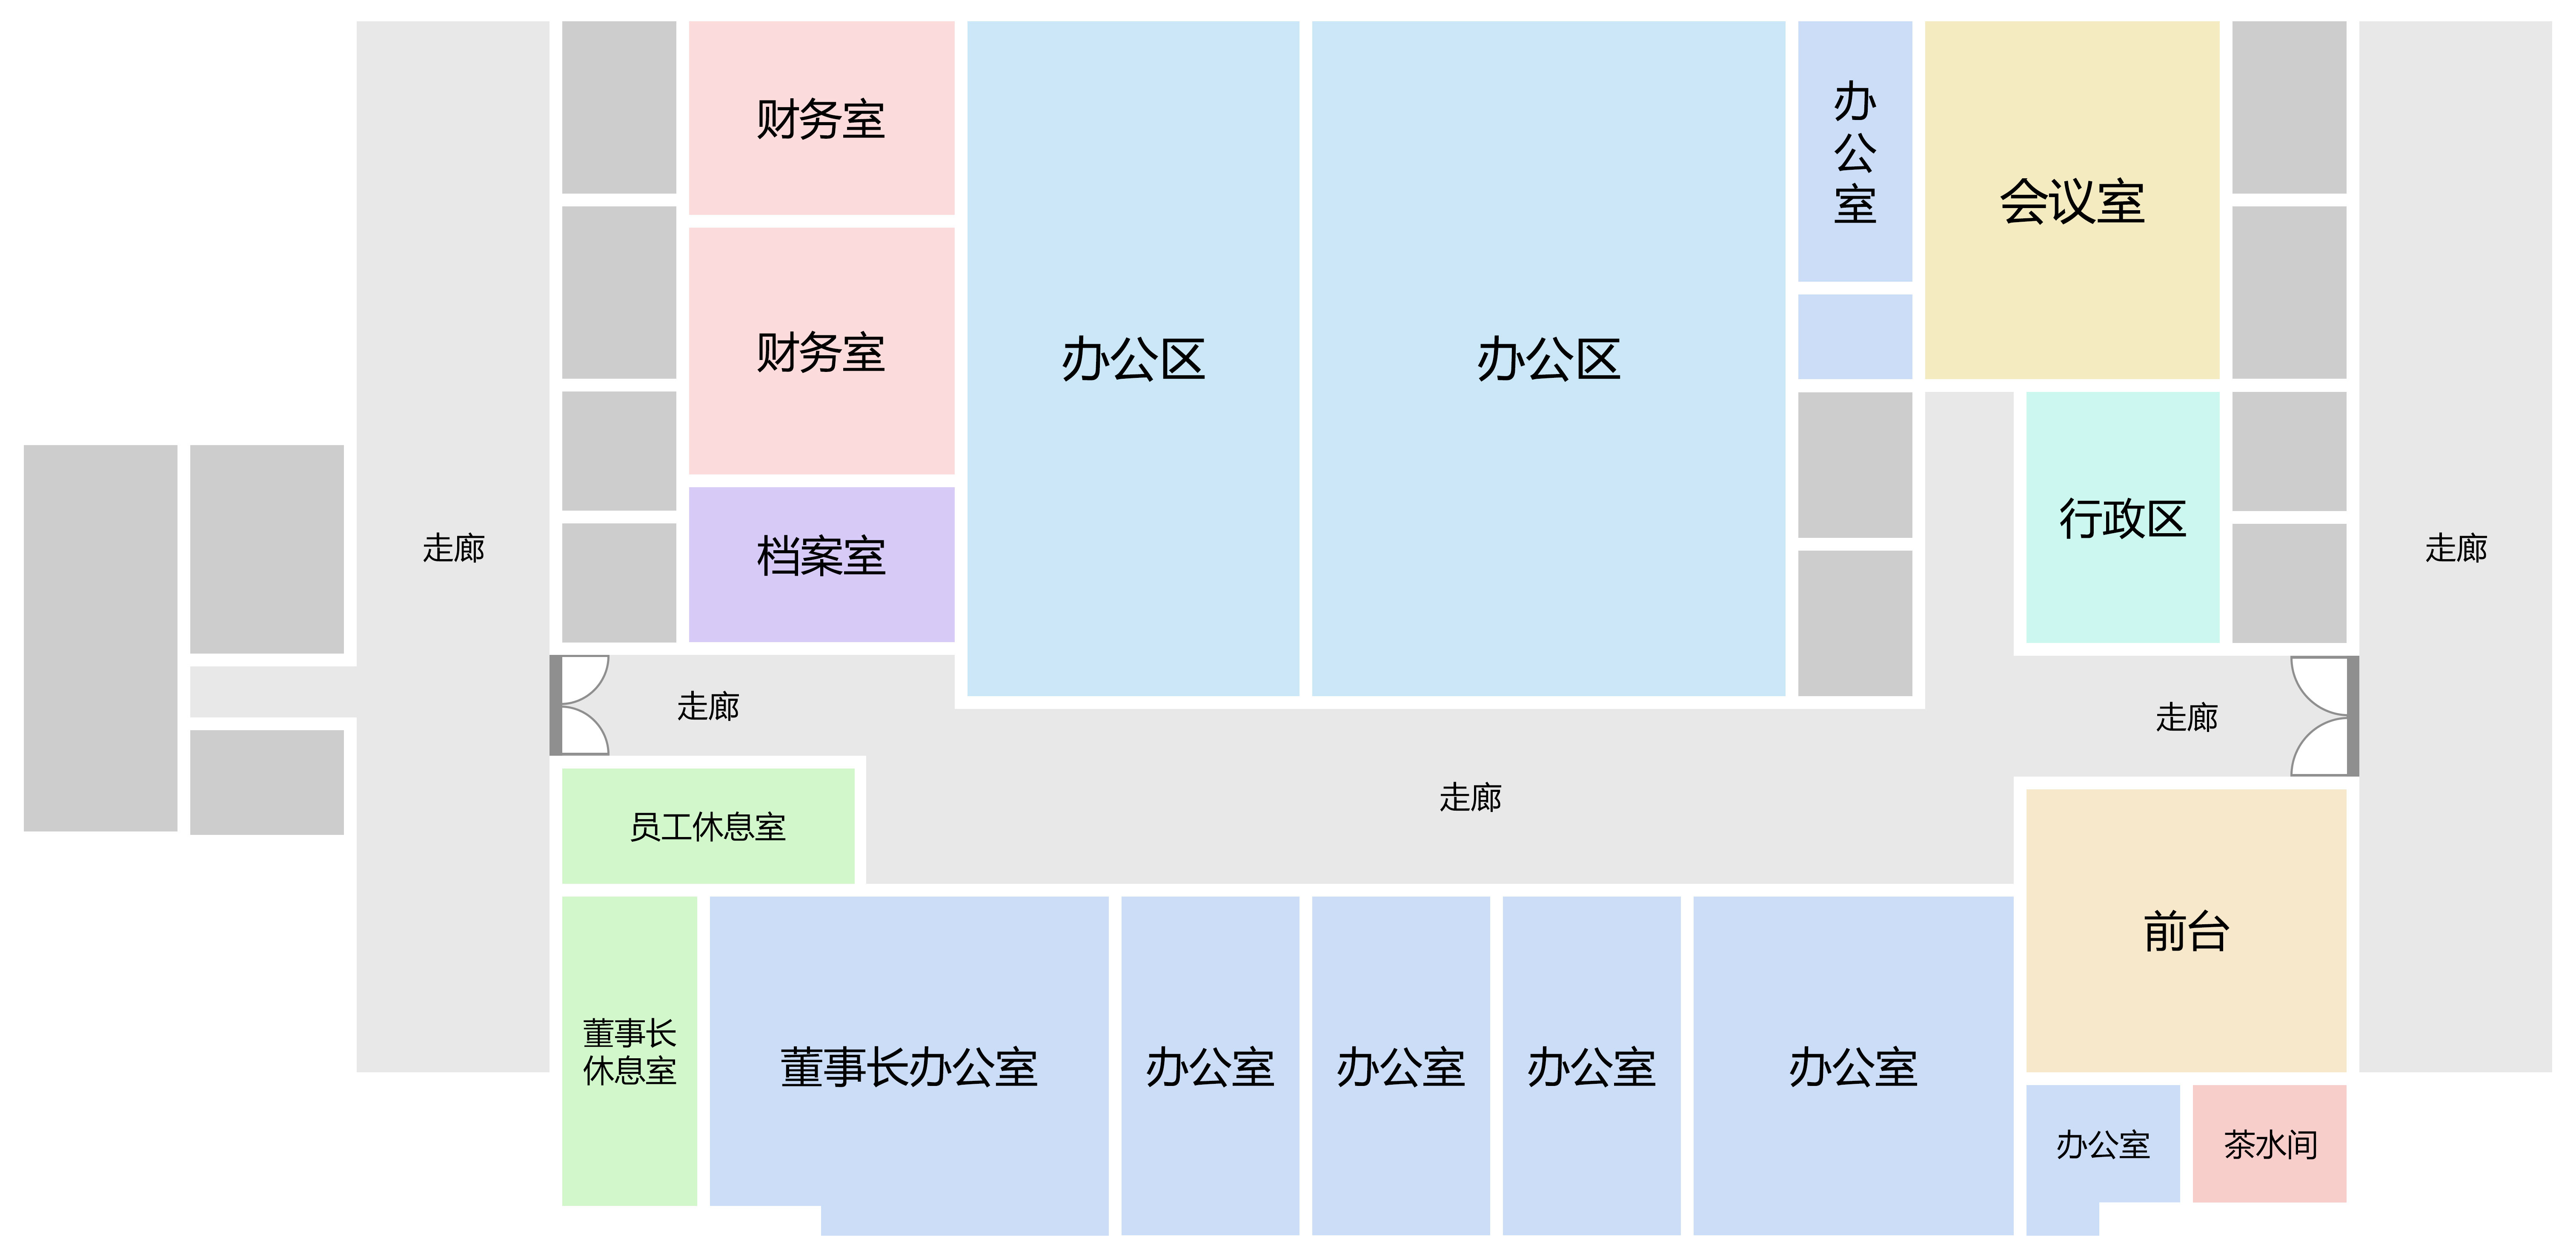 财务室
办
公
室
会议室
财务室
办公区
办公区
行政区
档案室
走廊
走廊
走廊
走廊
走廊
员工休息室
前台
董事长
休息室
董事长办公室
办公室
办公室
办公室
办公室
办公室
茶水间